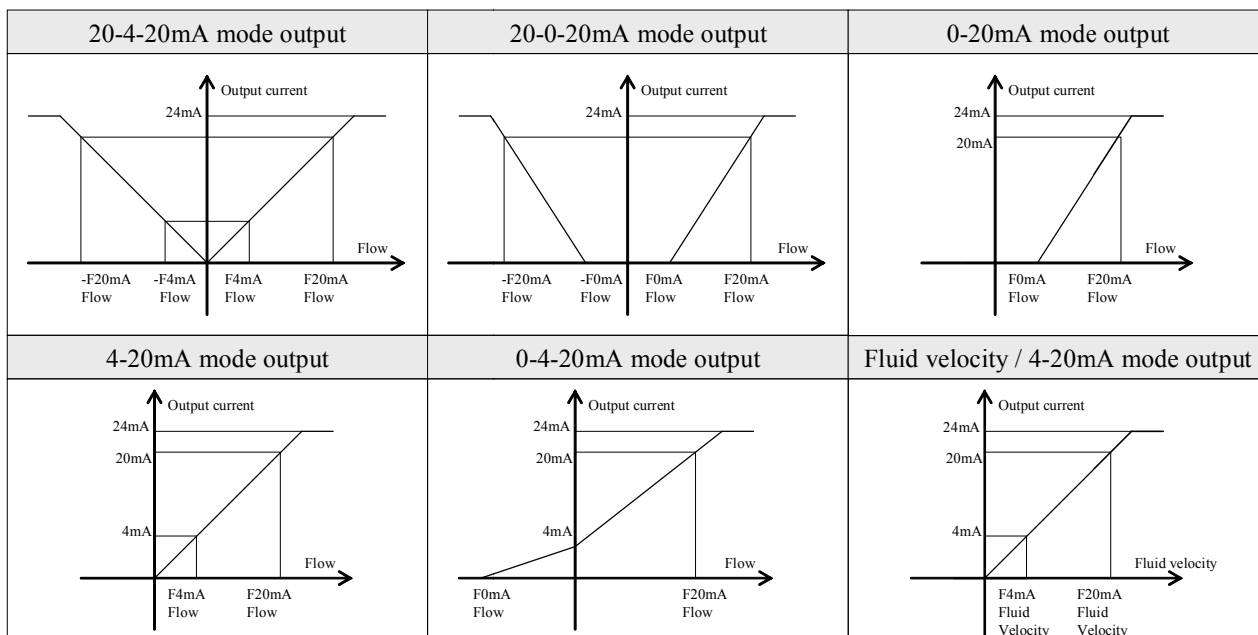 20-4-20mA mode output
20-0-20mA mode output
0-20mA mode output
Output current
24mA
Flow
-F20mA Flow
-F4mA Flow
F4mA Flow
F20mA Flow
Output current
24mA
Flow
-F20mA Flow
-F0mA Flow
F0mA Flow
F20mA Flow
Output current
24mA
20mA
Flow
F0mA Flow
F20mA Flow
4-20mA mode output
0-4-20mA mode output
Fluid velocity / 4-20mA mode output
Output current
24mA
20mA
4mA
Flow
F4mA Flow
F20mA Flow
Output current
24mA
20mA
4mA
Flow
F0mA Flow
F20mA Flow
Output current
24mA
20mA
4mA
Fluid velocity
F4mA Fluid Velocity
F20mA Fluid Velocity